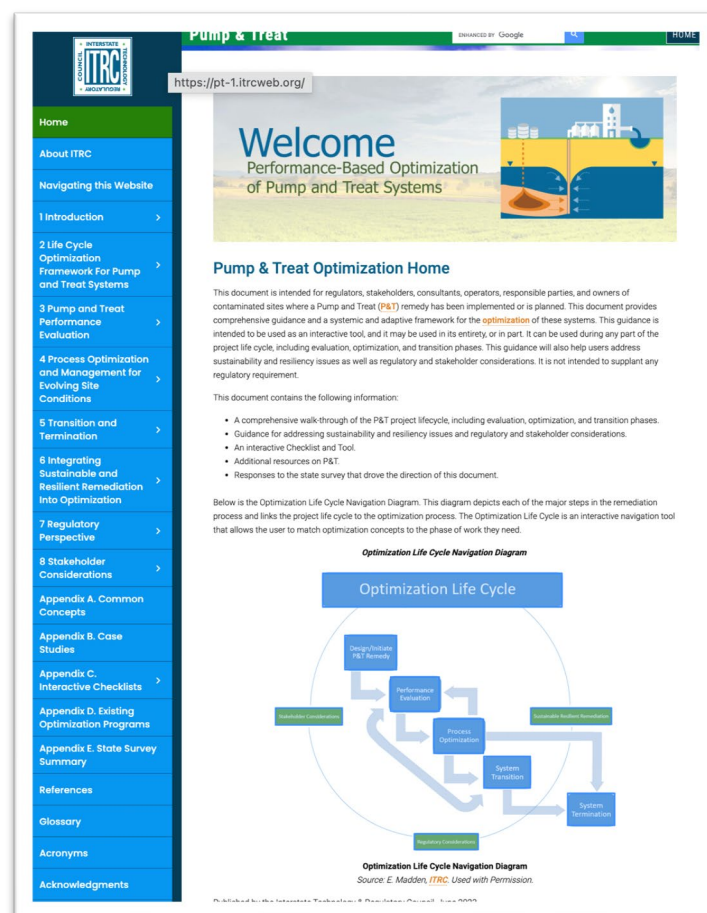 Pump & Treat
ENHANCED BY Google
HOME
INTERSTATE
COUNCIL
ITRC
TECHNOLOGY
REGULATORY
https://pt-1.itrcweb.org/
Home
About ITRC
Navigating this Website
1 Introduction
2 Life Cycle
Optimization
Framework For Pump
and Treat Systems
3 Pump and Treat
Performance
Evaluation
4 Process Optimization
and Management for
Evolving Site
Conditions
5 Transition and
Termination
6 Integrating
Sustainable and
Resilient Remediation
Into Optimization
7 Regulatory
Perspective
8 Stakeholder
Considerations
Appendix A. Common
Concepts
Appendix B. Case
Studies
Appendix C.
Interactive Checklists
Appendix D. Existing
Optimization Programs
Appendix E. State Survey
Summary
References
Glossary
Acronyms
Acknowledgments
Welcome
Performance-Based Optimization
of Pump and Treat Systems
Pump & Treat Optimization Home
This document is intended for regulators, stakeholders, consultants, operators, responsible parties, and owners of
contaminated sites where a Pump and Treat (P&T) remedy has been implemented or is planned. This document provides
comprehensive guidance and a systemic and adaptive framework for the optimization of these systems. This guidance is
intended to be used as an interactive tool, and it may be used in its entirety, or in part. It can be used during any part of the
project life cycle, including evaluation, optimization, and transition phases. This guidance will also help users address
sustainability and resiliency issues as well as regulatory and stakeholder considerations. It is not intended to supplant any
regulatory requirement.
This document contains the following information:
• A comprehensive walk-through of the P&T project lifecycle, including evaluation, optimization, and transition phases.
• Guidance for addressing sustainability and resiliency issues and regulatory and stakeholder considerations.
• An interactive Checklist and Tool.
• Additional resources on P&T.
• Responses to the state survey that drove the direction of this document.
Below is the Optimization Life Cycle Navigation Diagram. This diagram depicts each of the major steps in the remediation
process and links the project life cycle to the optimization process. The Optimization Life Cycle is an interactive navigation tool
that allows the user to match optimization concepts to the phase of work they need.
Optimization Life Cycle Navigation Diagram
Optimization Life Cycle
Design/Initiate
P&T Remedy
Performance
Evaluation
Stakeholder Considerations
Sustainable Resilient Remediation
Process
Optimization
System
Transition
System
Termination
Regulatory Considerations
Optimization Life Cycle Navigation Diagram
Source: E. Madden, ITRC. Used with Permission.